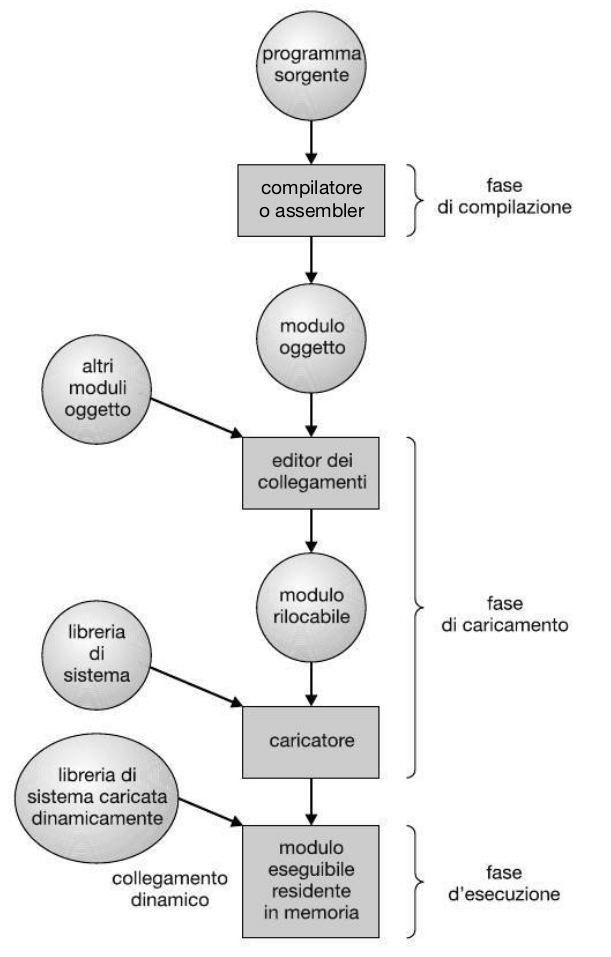 programma
sorgente
compilatore
o assembler
fase
di compilazione
modulo
oggetto
altri
moduli
oggetto
editor dei
collegamenti
modulo
rilocabile
fase
di caricamento
libreria
di
sistema
caricatore
libreria di
sistema caricata
dinamicamente
collegamento
dinamico
modulo
eseguibile
residente
in memoria
fase
d'esecuzione